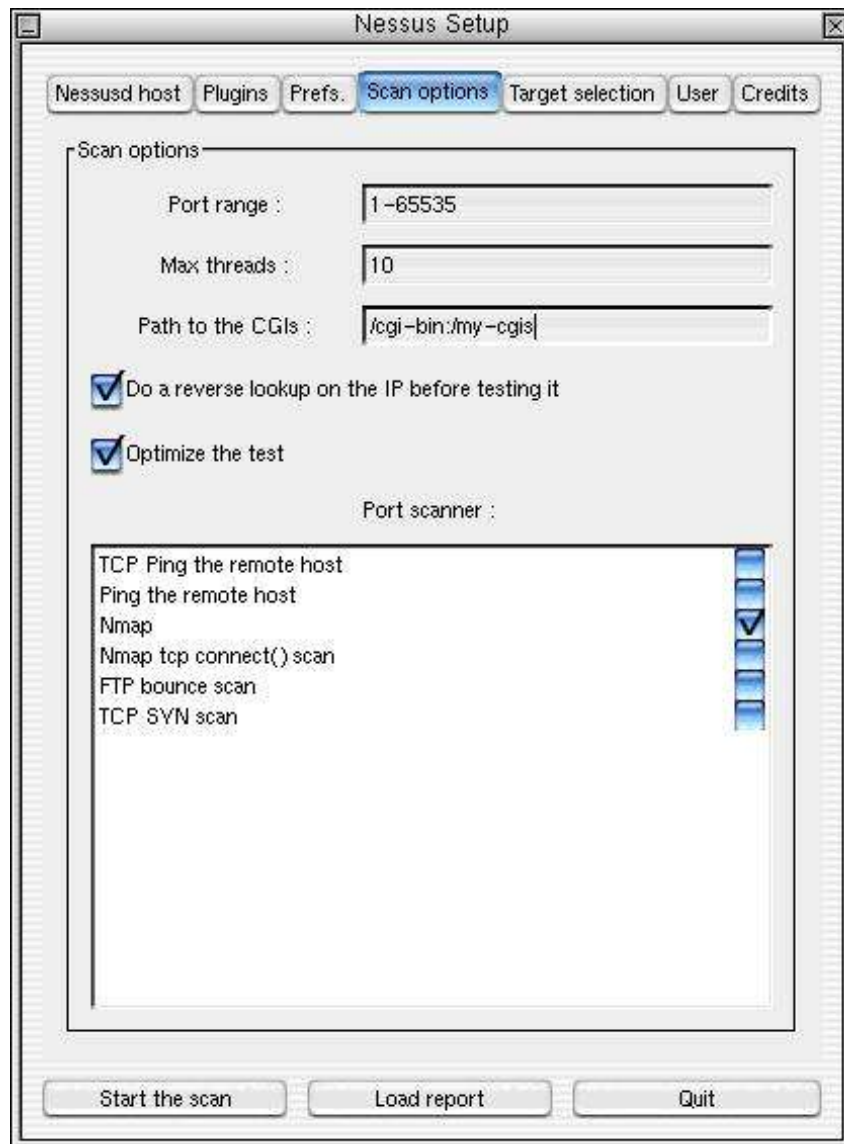 Nessus Setup
Nessusd host Plugins Prefs. Scan options Target selection User Credits
Scan options
Port range : 1-65535
Max threads : 10
Path to the CGIs : /cgi-bin:/my-cgis
Do a reverse lookup on the IP before testing it
Optimize the test
Port scanner :
TCP Ping the remote host
Ping the remote host
Nmap
Nmap tcp connect() scan
FTP bounce scan
TCP SYN scan
Start the scan Load report Quit